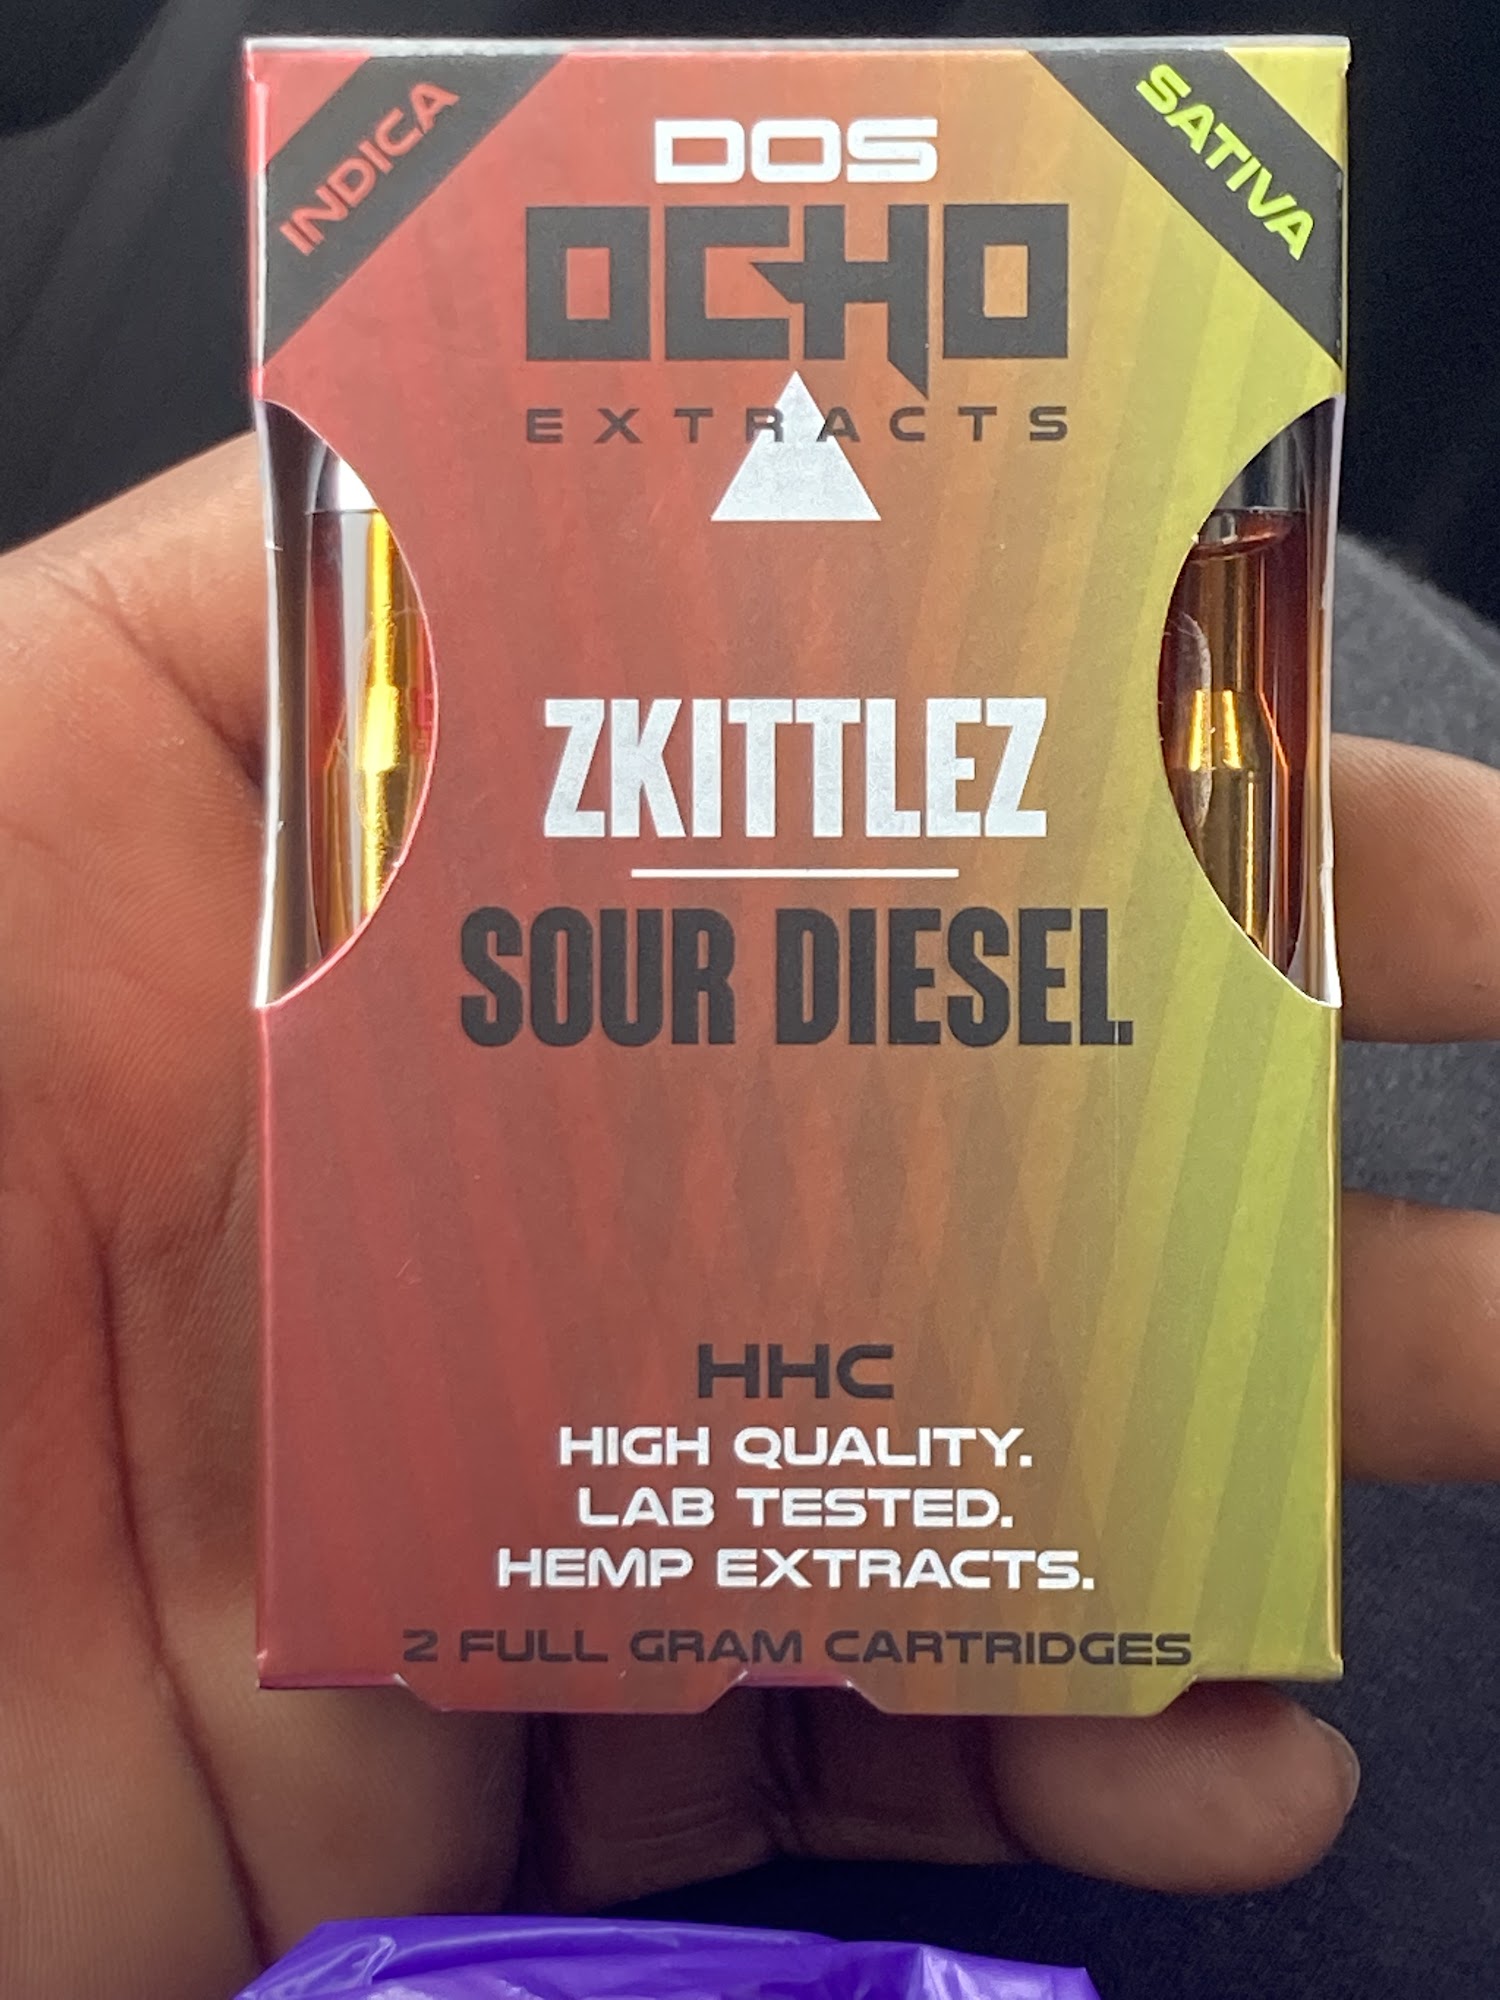 INDICA
SATIVA
DOS
OCHO
EXTRACTS
ZKITTLEZ
SOUR DIESEL
HHC
HIGH QUALITY.
LAB TESTED.
HEMP EXTRACTS.
2 FULL GRAM CARTRIDGES